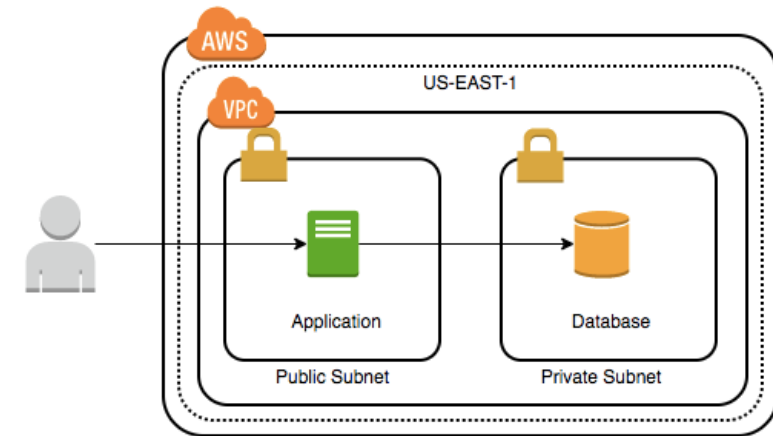 AWS
US-EAST-1
VPC
Application
Database
Public Subnet
Private Subnet